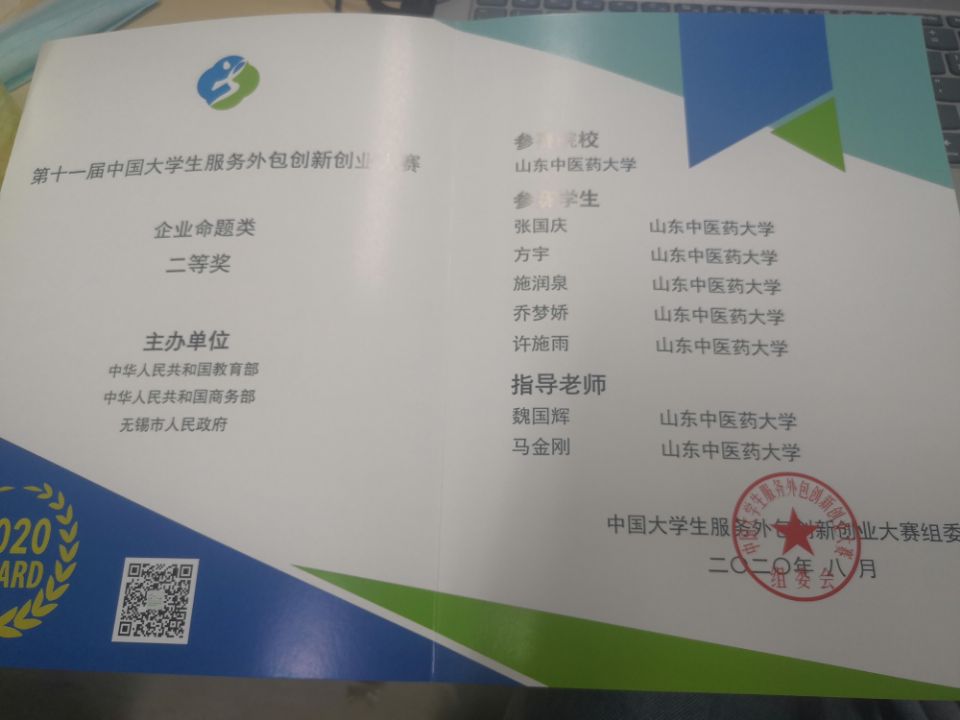 第十一届中国大学生服务外包创新创业大赛
企业命题类
二等奖
主办单位
中华人民共和国教育部
中华人民共和国商务部
无锡市人民政府
2020
AWARD
参赛院校
山东中医药大学
参赛学生
张国庆 山东中医药大学
方宇 山东中医药大学
施润泉 山东中医药大学
乔梦娇 山东中医药大学
许施雨 山东中医药大学
指导老师
魏国辉 山东中医药大学
马金刚 山东中医药大学
中国大学生服务外包创新创业大赛组委
二〇二〇年 八月
中国大学生服务外包创新创业大赛
组委会